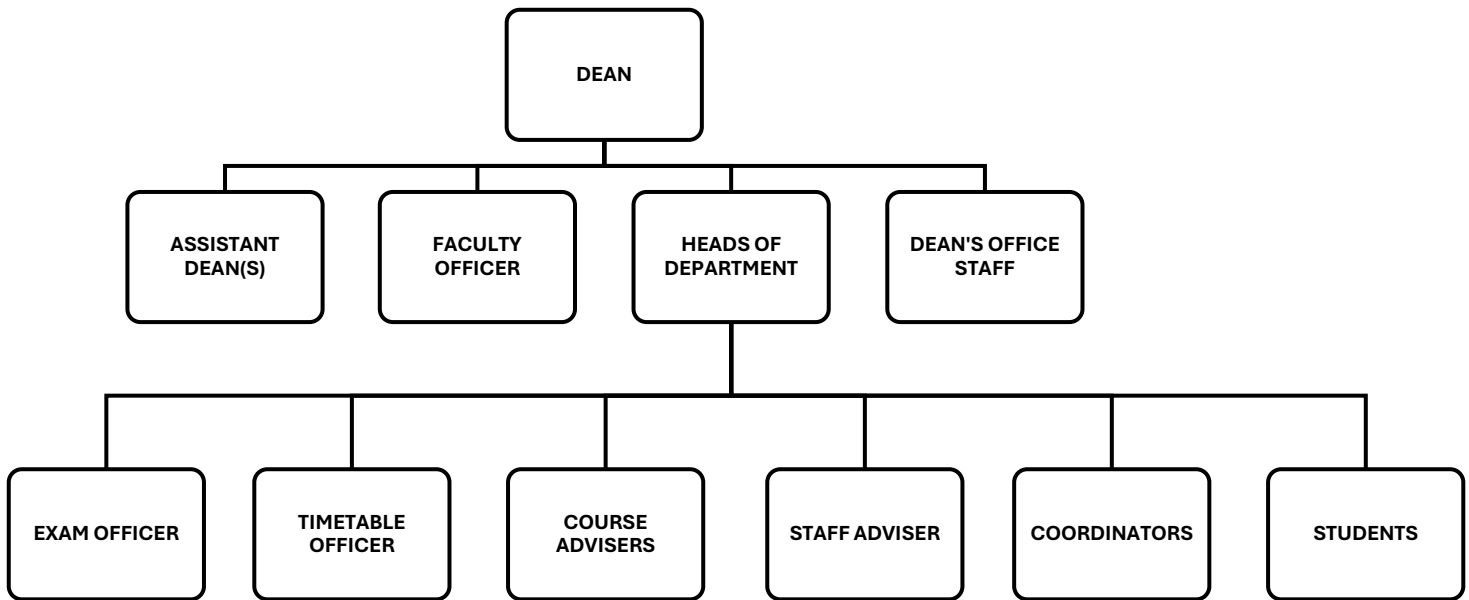 DEAN
ASSISTANT
DEAN(S)
FACULTY
OFFICER
HEADS OF
DEPARTMENT
DEAN'S OFFICE
STAFF
EXAM OFFICER
TIMETABLE
OFFICER
COURSE
ADVISERS
STAFF ADVISER
COORDINATORS
STUDENTS